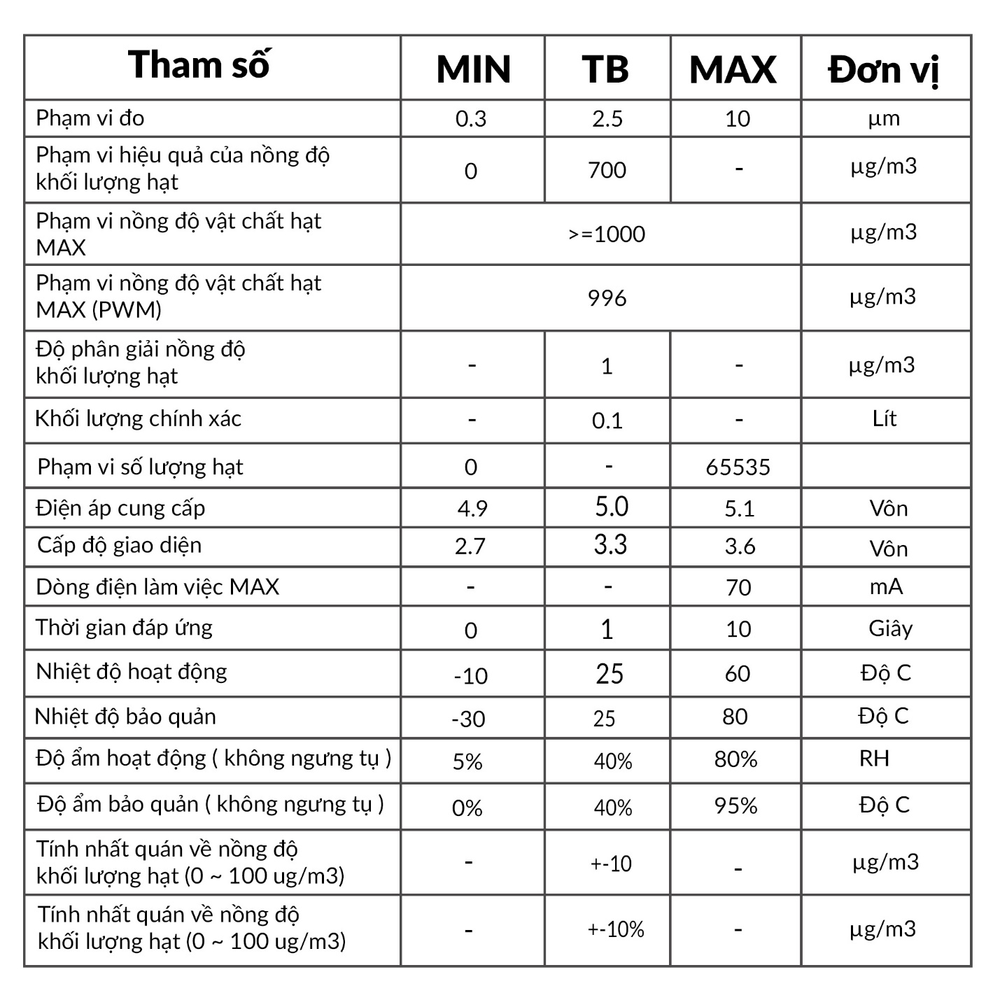 Tham số MIN TB MAX Đơn vị
Phạm vi đo 0.3 2.5 10 µm
Phạm vi hiệu quả của nồng độ
khối lượng hạt 0 700 - µg/m3
Phạm vi nồng độ vật chất hạt
MAX >=1000 µg/m3
Phạm vi nồng độ vật chất hạt
MAX (PWM) 996 µg/m3
Độ phân giải nồng độ
khối lượng hạt - 1 - µg/m3
Khối lượng chính xác - 0.1 - Lít
Phạm vi số lượng hạt 0 - 65535
Điện áp cung cấp 4.9 5.0 5.1 Vôn
Cấp độ giao diện 2.7 3.3 3.6 Vôn
Dòng điện làm việc MAX - - 70 mA
Thời gian đáp ứng 0 1 10 Giây
Nhiệt độ hoạt động -10 25 60 Độ C
Nhiệt độ bảo quản -30 25 80 Độ C
Độ ẩm hoạt động ( không ngưng tụ ) 5% 40% 80% RH
Độ ẩm bảo quản ( không ngưng tụ ) 0% 40% 95% Độ C
Tính nhất quán về nồng độ
khối lượng hạt (0 ~ 100 ug/m3) - +-10 - µg/m3
Tính nhất quán về nồng độ
khối lượng hạt (0 ~ 100 ug/m3) - +-10% - µg/m3